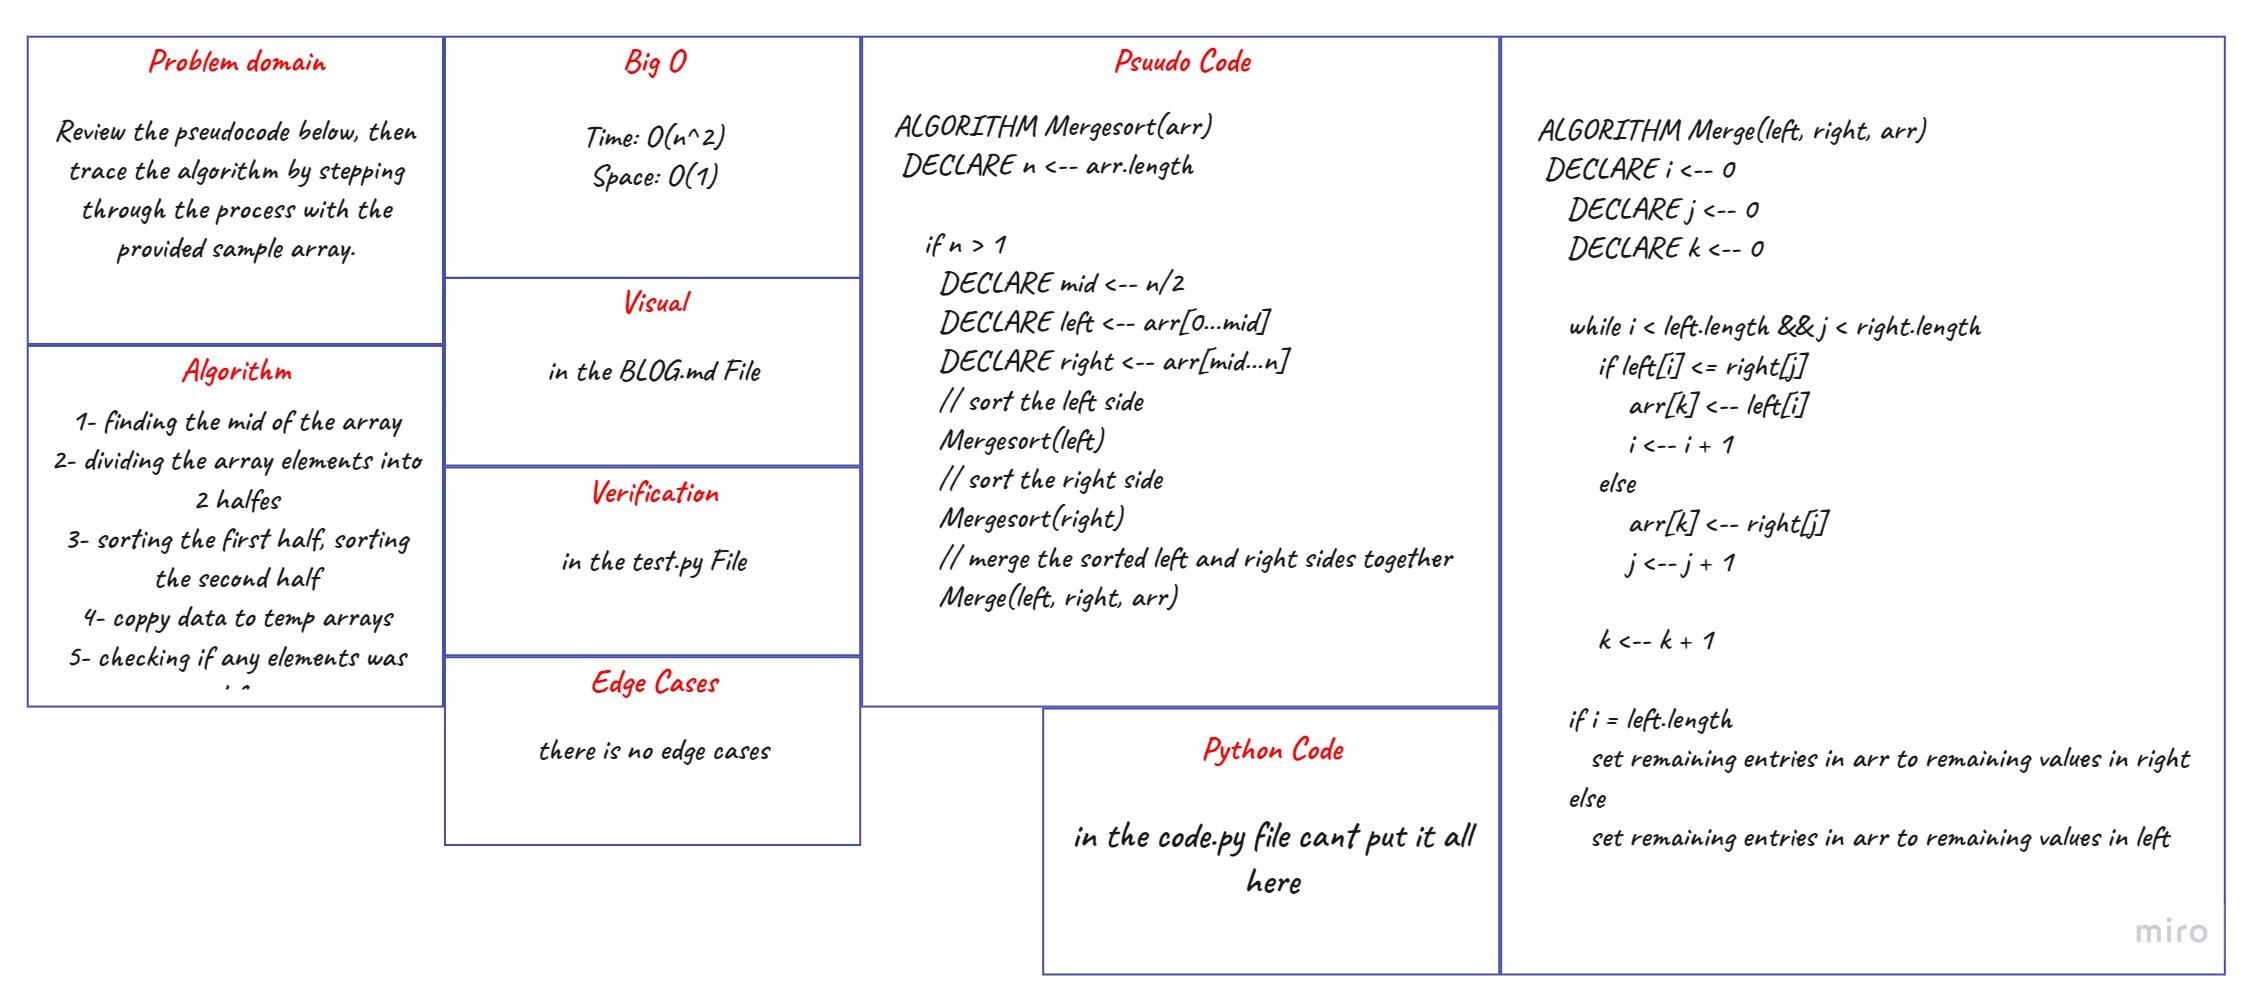 Problem domain
Review the pseudocode below, then
trace the algorithm by stepping
through the process with the
provided sample array.
Algorithm
1- finding the mid of the array
2- dividing the array elements into
2 halfes
3- sorting the first half, sorting
the second half
4- coppy data to temp arrays
5- checking if any elements was
Big O
Time: O(n^2)
Space: O(1)
Visual
in the BLOG.md File
Verification
in the test.py File
Edge Cases
there is no edge cases
Psuudo Code
ALGORITHM Mergesort(arr)
DECLARE n <-- arr.length
if n > 1
DECLARE mid <-- n/2
DECLARE left <-- arr[0...mid]
DECLARE right <-- arr[mid...n]
// sort the left side
Mergesort(left)
// sort the right side
Mergesort(right)
// merge the sorted left and right sides together
Merge(left, right, arr)
Python Code
in the code.py file cant put it all
here
ALGORITHM Merge(left, right, arr)
DECLARE i <-- 0
DECLARE j <-- 0
DECLARE k <-- 0
while i < left.length && j < right.length
if left[i] <= right[j]
arr[k] <-- left[i]
i <-- i + 1
else
arr[k] <-- right[j]
j <-- j + 1
k <-- k + 1
if i = left.length
set remaining entries in arr to remaining values in right
else
set remaining entries in arr to remaining values in left
miro